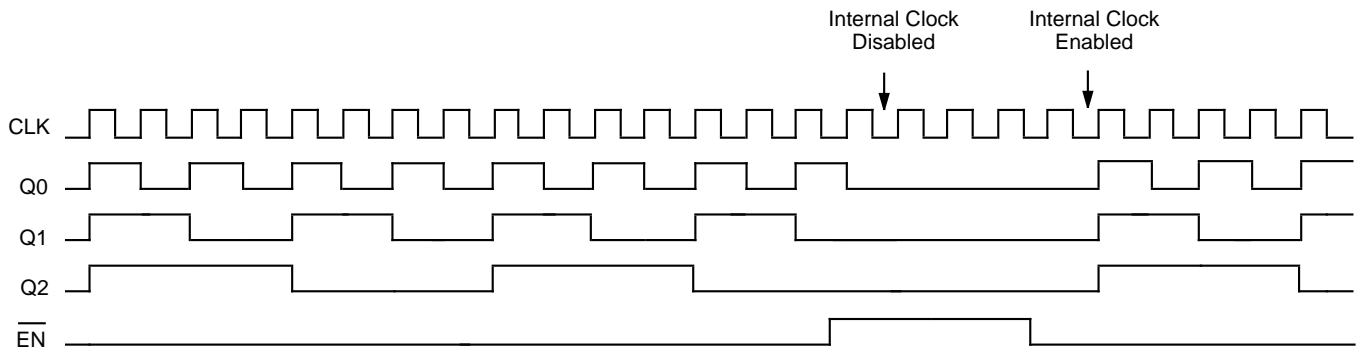 Internal Clock
Disabled
Internal Clock
Enabled
CLK
Q0
Q1
Q2
EN